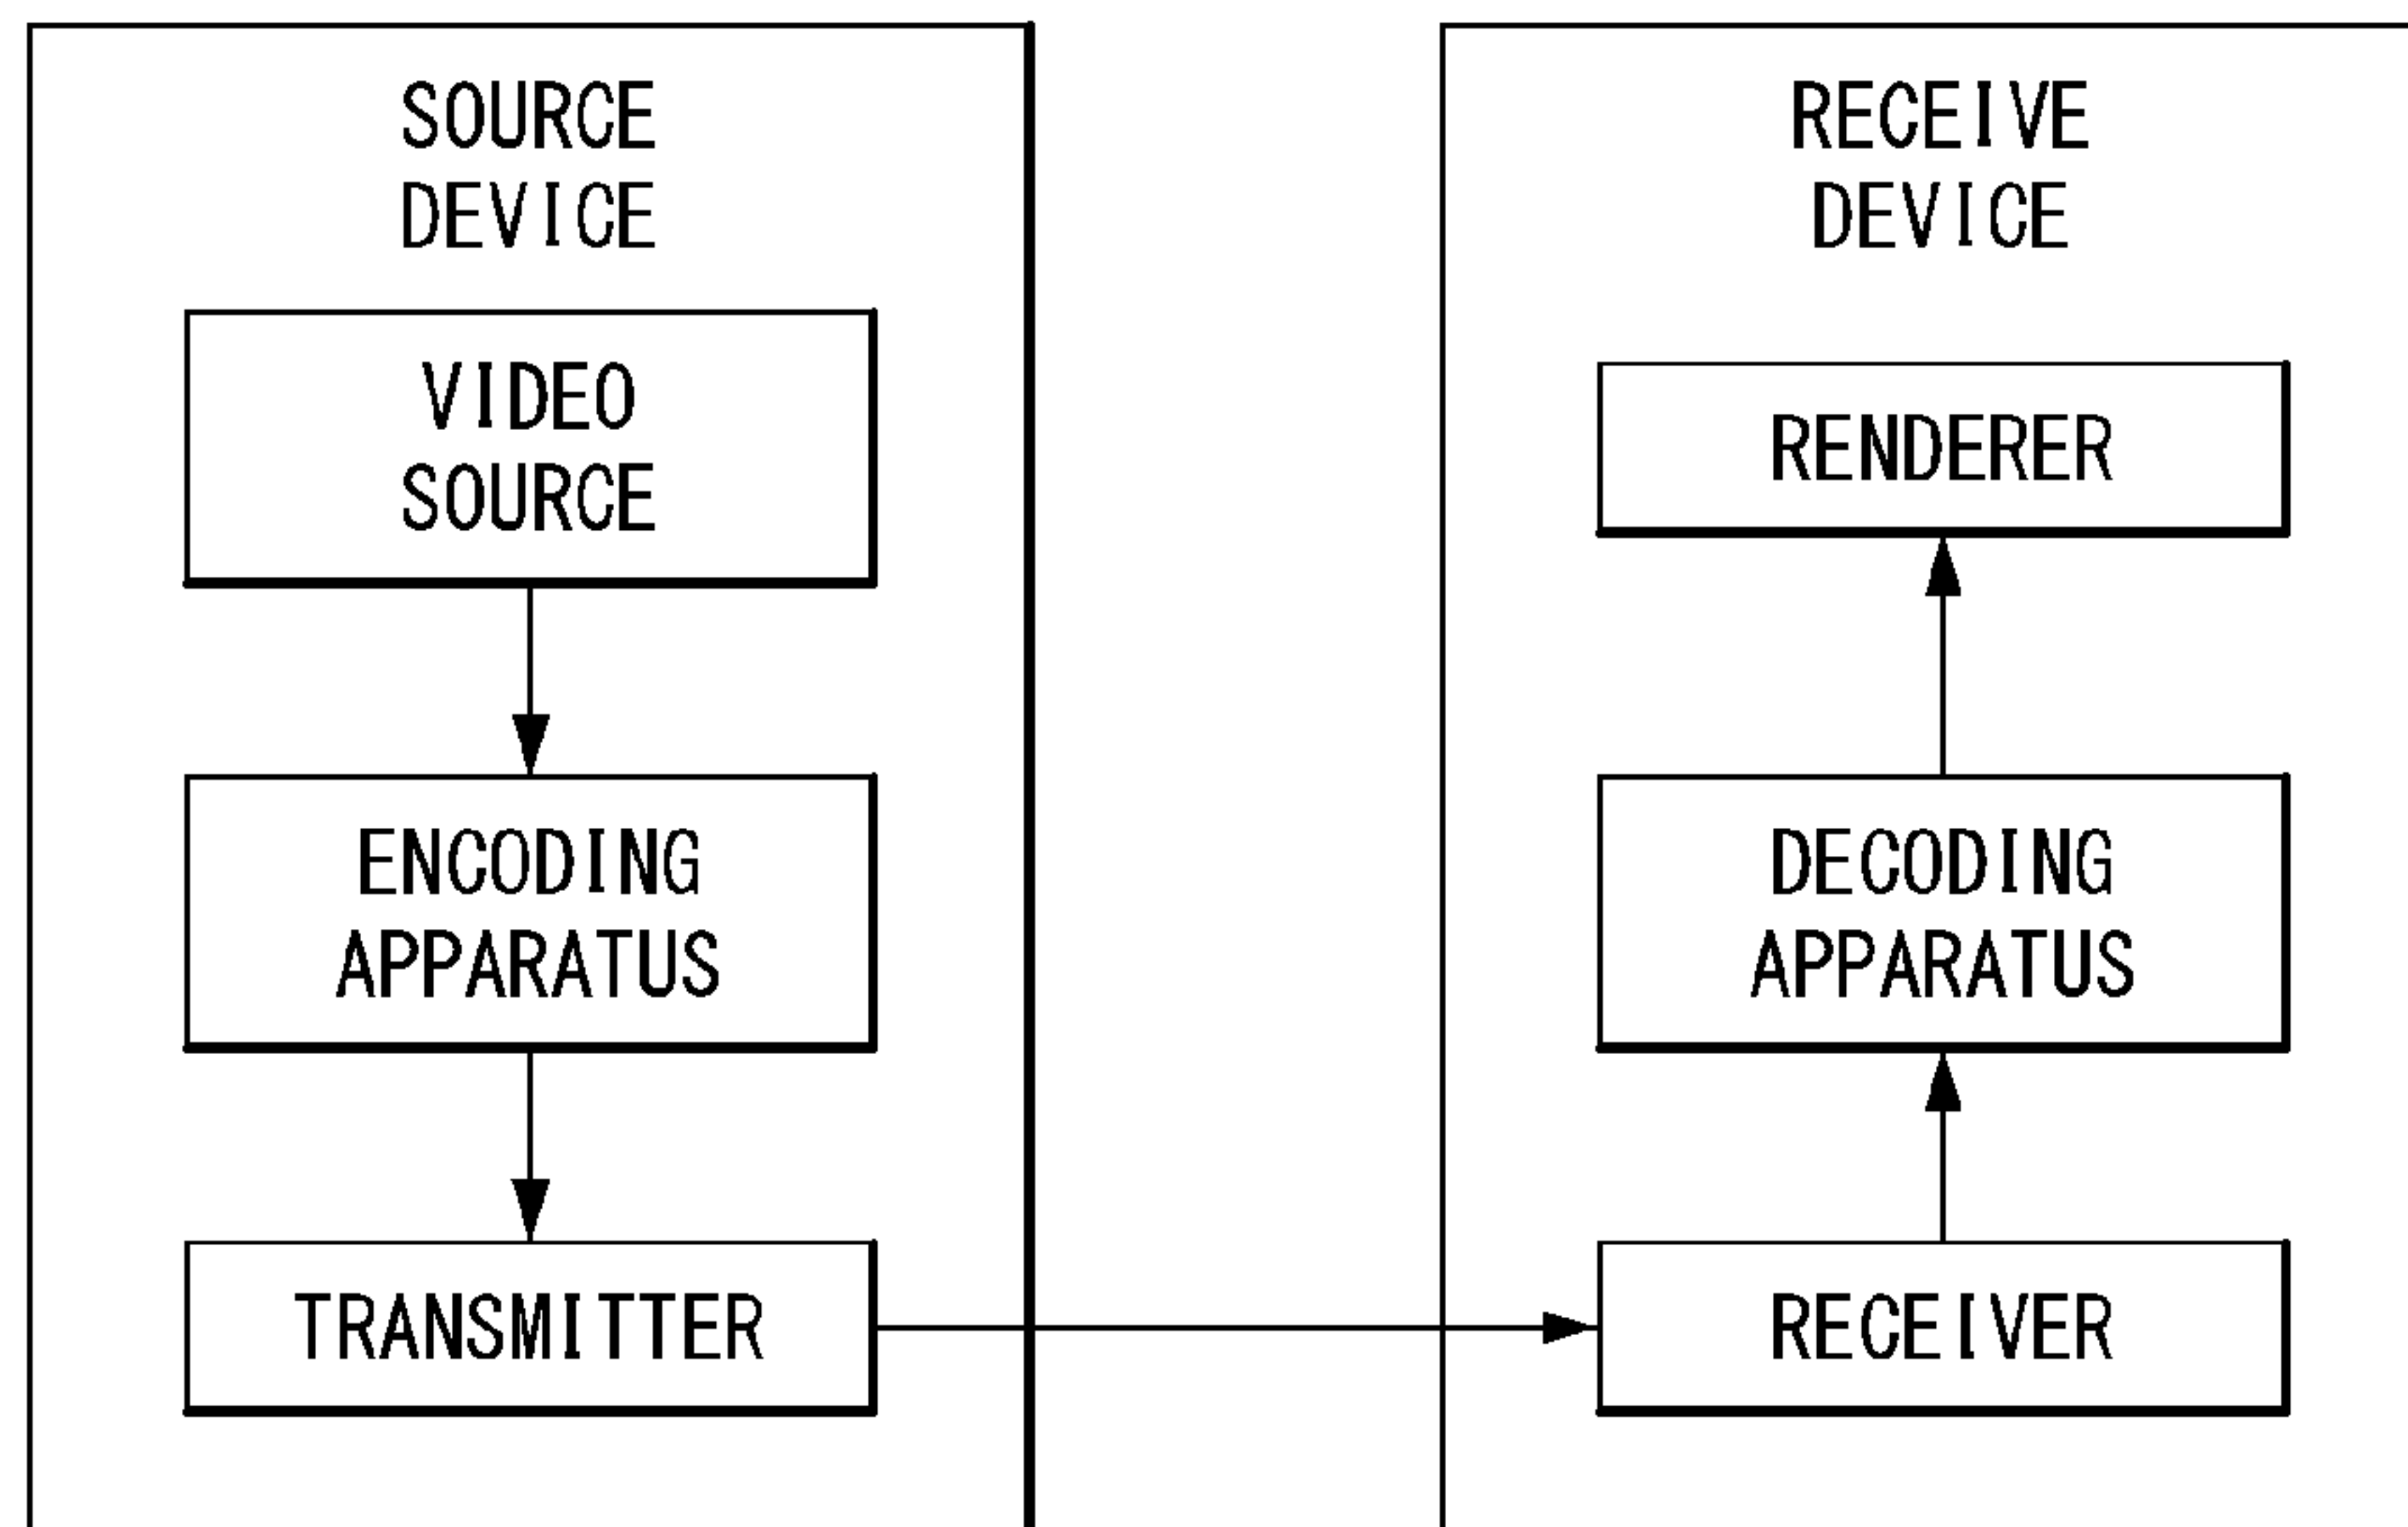 SOURCE
DEVICE
VIDEO
SOURCE
ENCODING
APPARATUS
TRANSMITTER
RECEIVE
DEVICE
RENDERER
DECODING
APPARATUS
RECEIVER